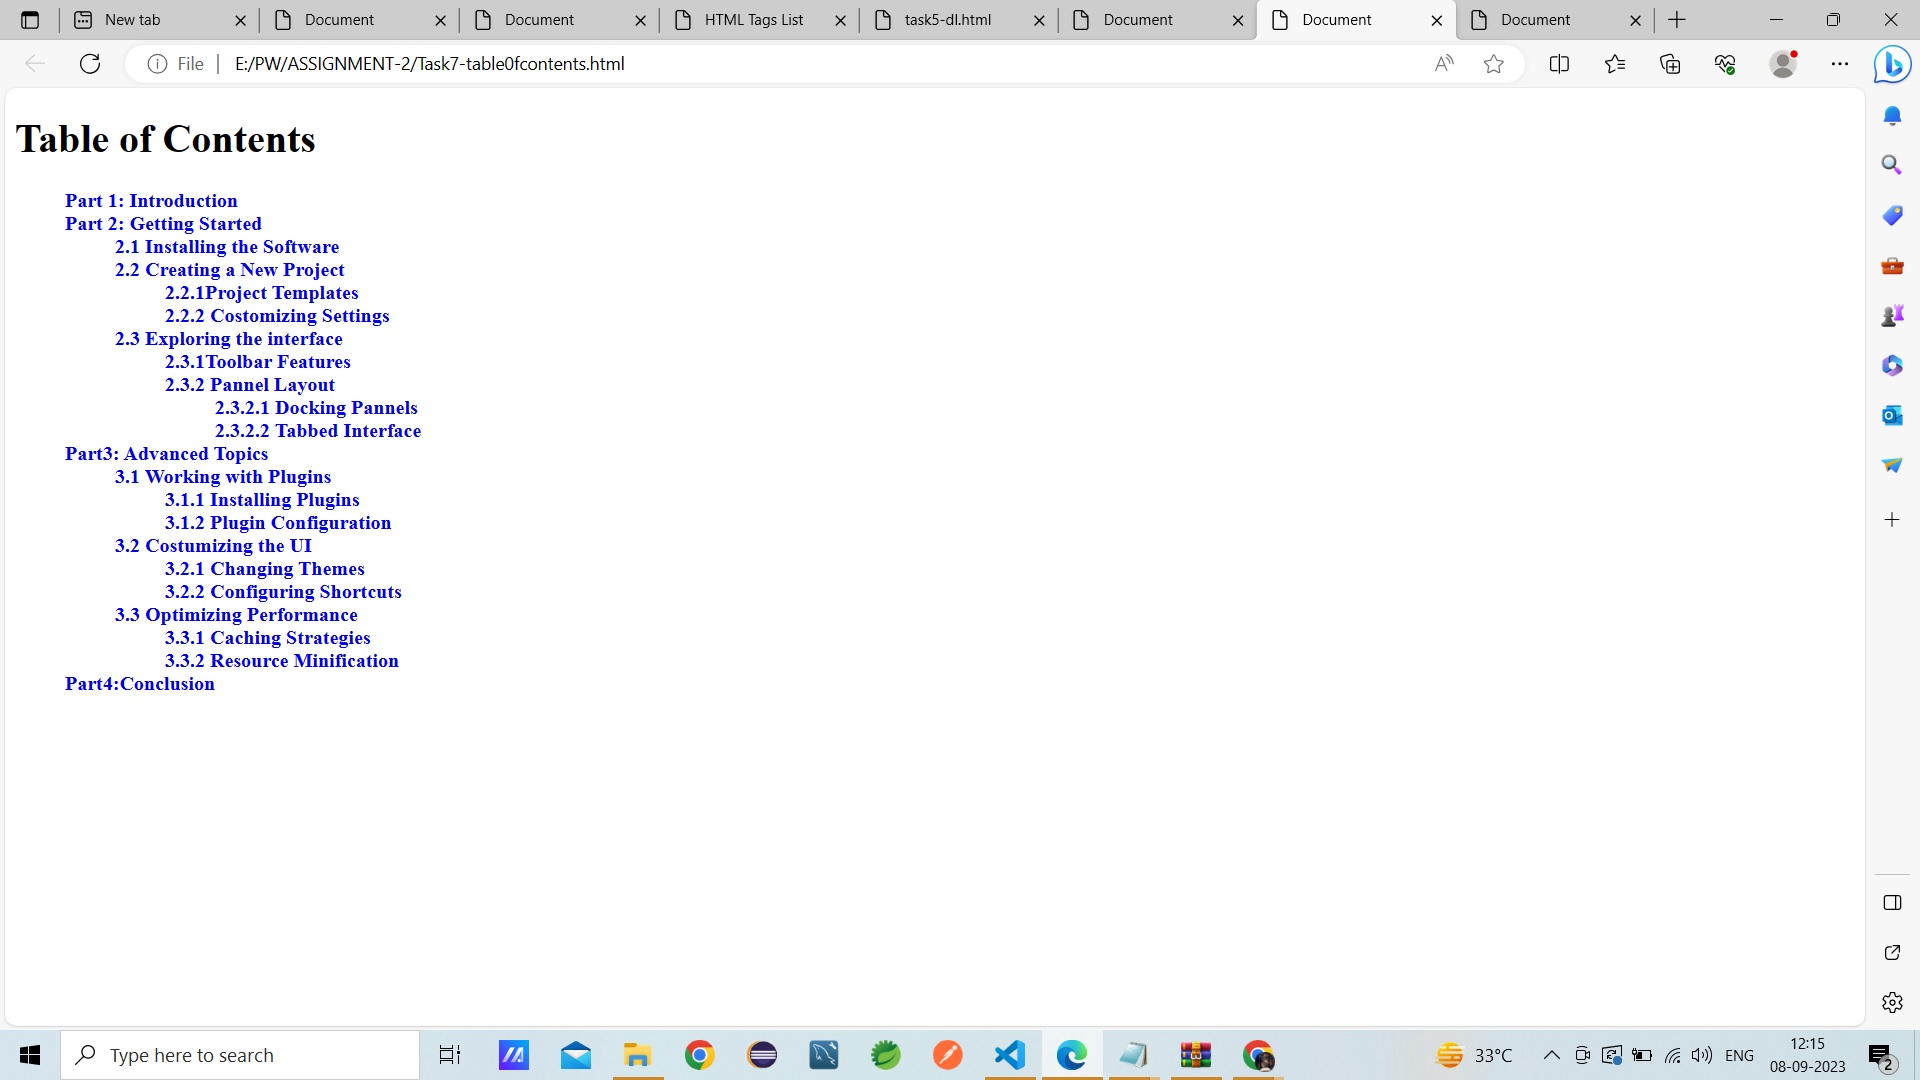 New tab
Document
Document
HTML Tags List
task5-dl.html
Document
Document
Document
File
E:/PW/ASSIGNMENT-2/Task7-table0fcontents.html
Table of Contents
Part 1: Introduction
Part 2: Getting Started
2.1 Installing the Software
2.2 Creating a New Project
2.2.1Project Templates
2.2.2 Costomizing Settings
2.3 Exploring the interface
2.3.1Toolbar Features
2.3.2 Pannel Layout
2.3.2.1 Docking Pannels
2.3.2.2 Tabbed Interface
Part3: Advanced Topics
3.1 Working with Plugins
3.1.1 Installing Plugins
3.1.2 Plugin Configuration
3.2 Costumizing the UI
3.2.1 Changing Themes
3.2.2 Configuring Shortcuts
3.3 Optimizing Performance
3.3.1 Caching Strategies
3.3.2 Resource Minification
Part4:Conclusion
Type here to search
33°C
ENG
12:15
08-09-2023
2